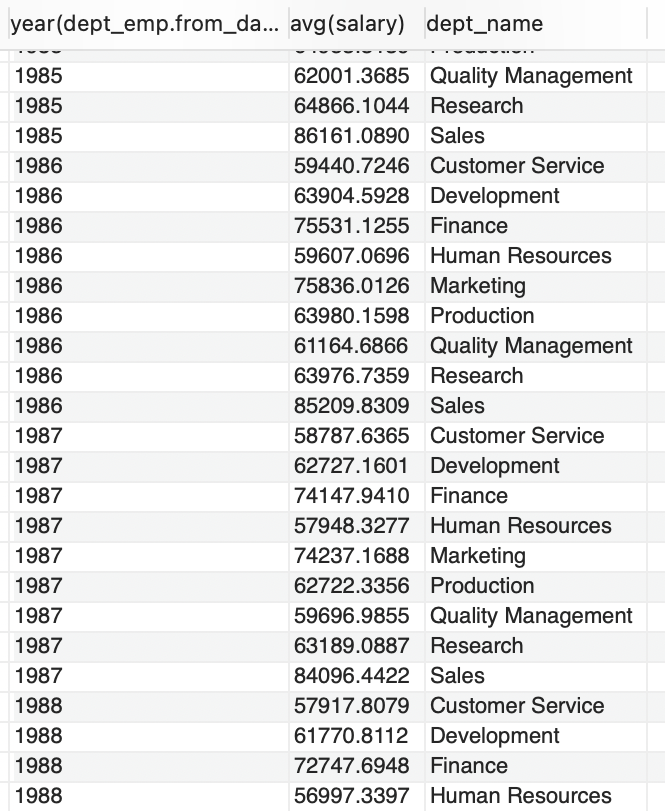 year(dept_emp.from_da... avg(salary) dept_name
1985 62001.3685 Quality Management
1985 64866.1044 Research
1985 86161.0890 Sales
1986 59440.7246 Customer Service
1986 63904.5928 Development
1986 75531.1255 Finance
1986 59607.0696 Human Resources
1986 75836.0126 Marketing
1986 63980.1598 Production
1986 61164.6866 Quality Management
1986 63976.7359 Research
1986 85209.8309 Sales
1987 58787.6365 Customer Service
1987 62727.1601 Development
1987 74147.9410 Finance
1987 57948.3277 Human Resources
1987 74237.1688 Marketing
1987 62722.3356 Production
1987 59696.9855 Quality Management
1987 63189.0887 Research
1987 84096.4422 Sales
1988 57917.8079 Customer Service
1988 61770.8112 Development
1988 72747.6948 Finance
1988 56997.3397 Human Resources